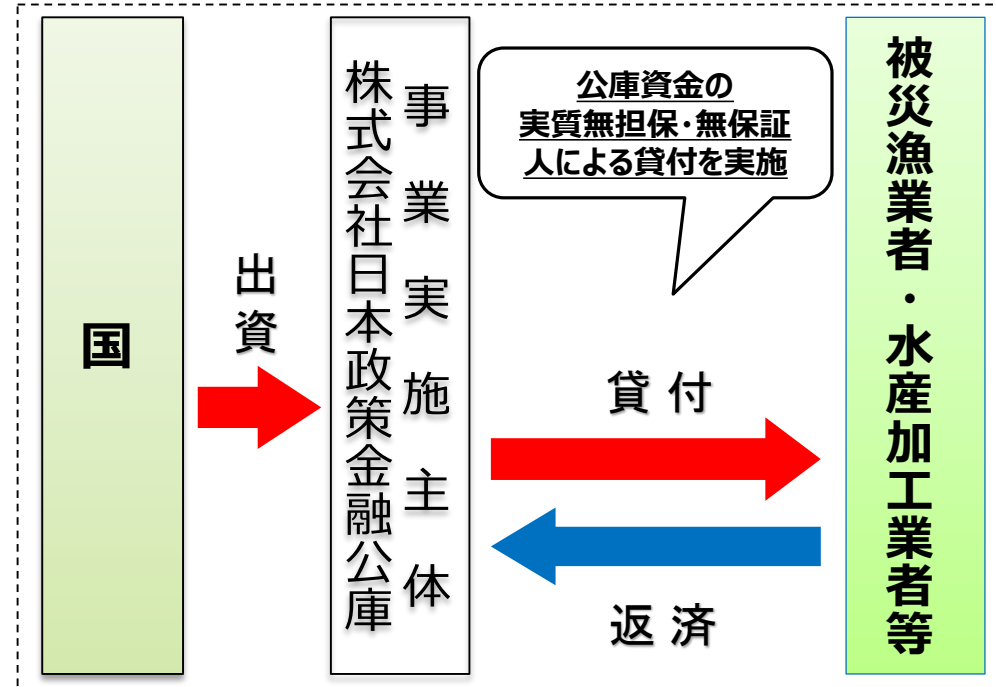 国
出資
事業実施主体
株式会社日本政策金融公庫
公庫資金の
実質無担保・無保証
人による貸付を実施
貸付
返済
被災漁業者・水産加工業者等